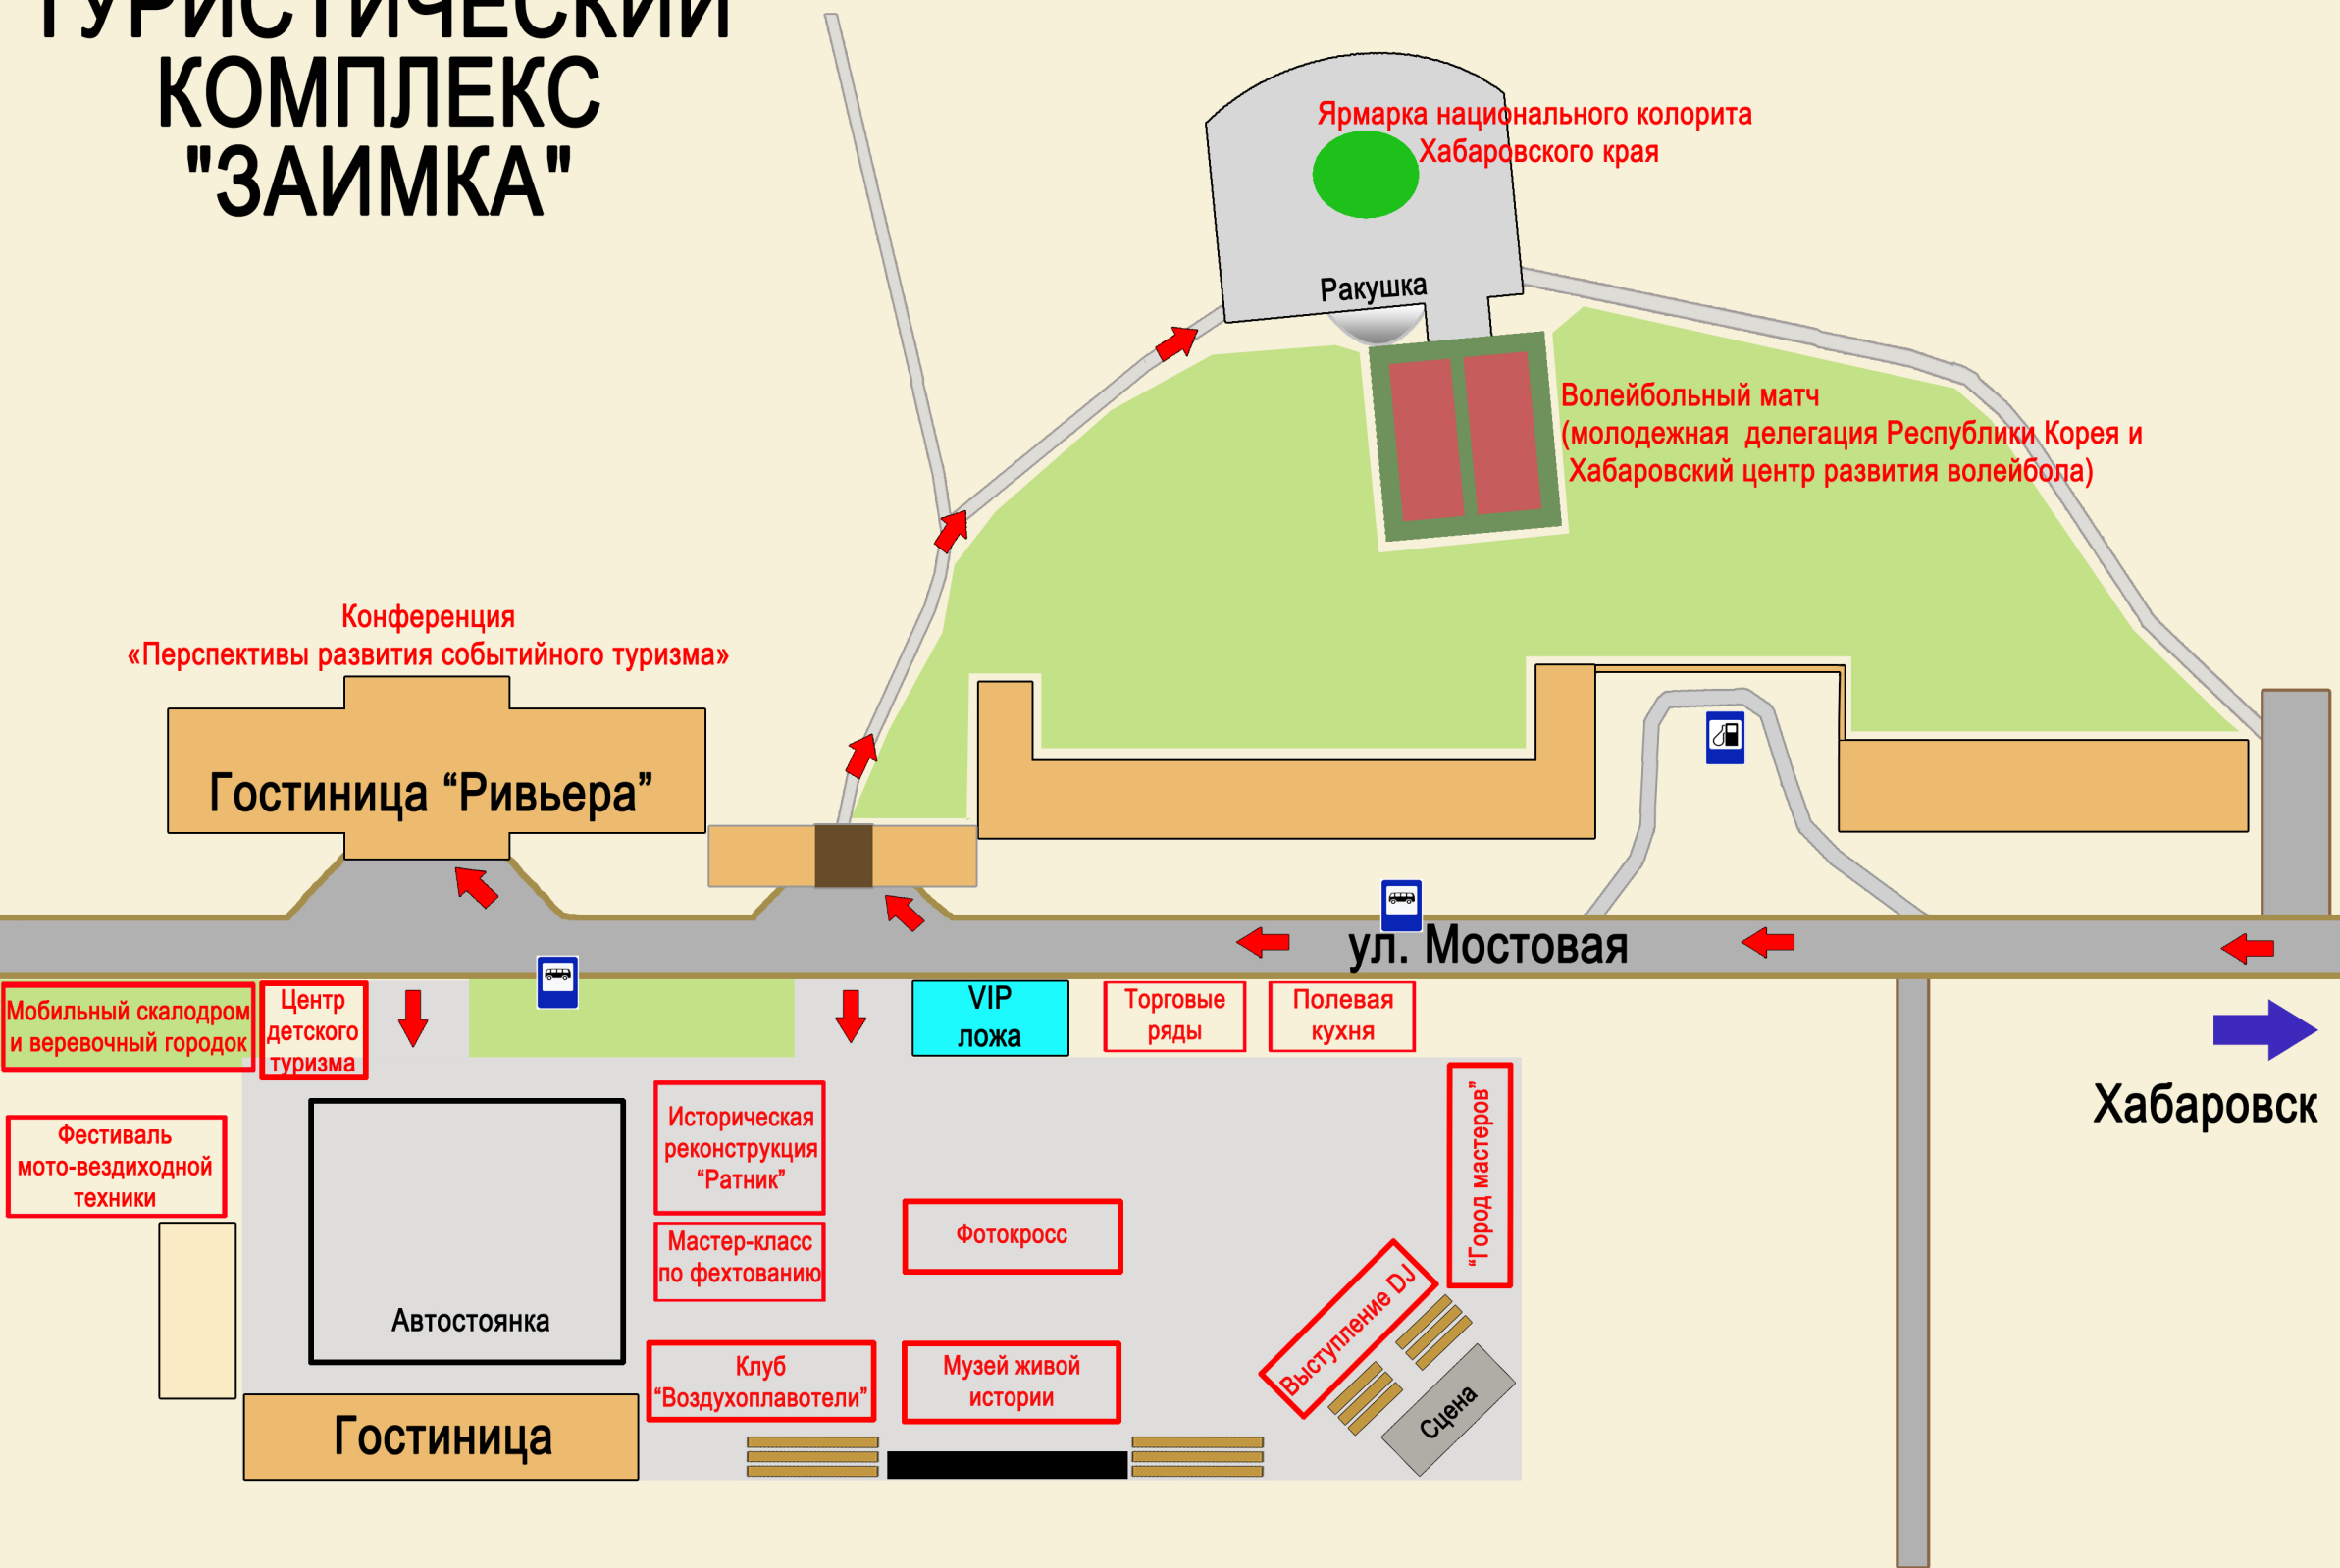 ТУРИСТИЧЕСКИЙ
КОМПЛЕКС
"ЗАИМКА"
Ярмарка национального колорита
Хабаровского края
Ракушка
Волейбольный матч
(молодежная делегация Республики Корея и
Хабаровский центр развития волейбола)
Конференция
«Перспективы развития событийного туризма»
Гостиница “Ривьера”
ул. Мостовая
Мобильный скалодром
и веревочный городок
Центр
детского
туризма
VIP
ложа
Торговые
ряды
Полевая
кухня
Хабаровск
Фестиваль
мото-вездиходной
техники
Историческая
реконструкция
“Ратник”
“Город мастеров”
Мастер-класс
по фехтованию
Фотокросс
Автостоянка
Выступление DJ
Клуб
“Воздухоплавотели”
Музей живой
истории
Сцена
Гостиница